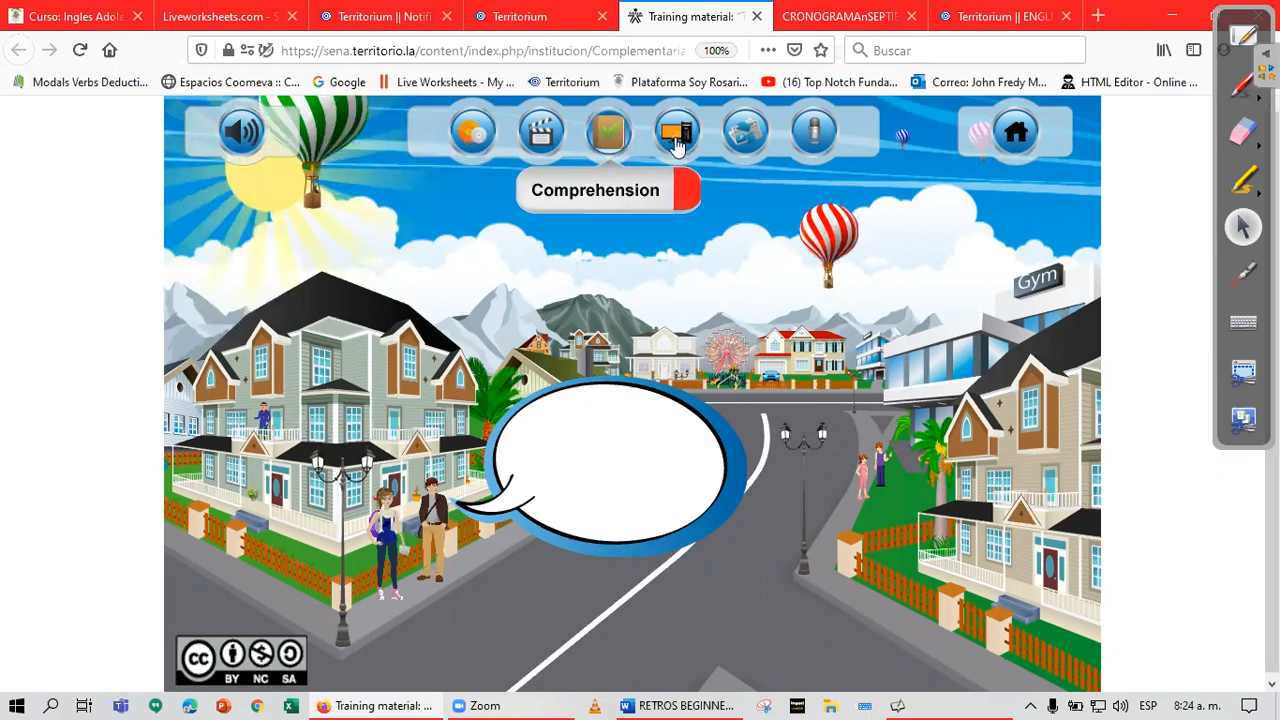 Curso: Ingles Adole
Liveworksheets.com - S
Territorium || Notifi
Territorium
Training material: "T
CRONOGRAMAnSEPTIE
Territorium || ENGL
https://sena.territorio.la/content/index.php/institucion/Complementaria
100%
Buscar
Modals Verbs Deducti...
Espacios Coomeva :: C...
Google
Live Worksheets - My ...
Territorium
Plataforma Soy Rosari...
(16) Top Notch Funda...
Correo: John Fredy M...
HTML Editor - Online ...
Comprehension
Gym
CC
BY NC SA
Training material: "...
Zoom
RETROS BEGINNE...
ESP
8:24 a. m.